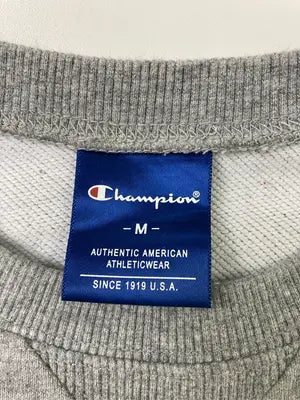 Champion®
- M -
AUTHENTIC AMERICAN
ATHLETICWEAR
SINCE 1919 U.S.A.